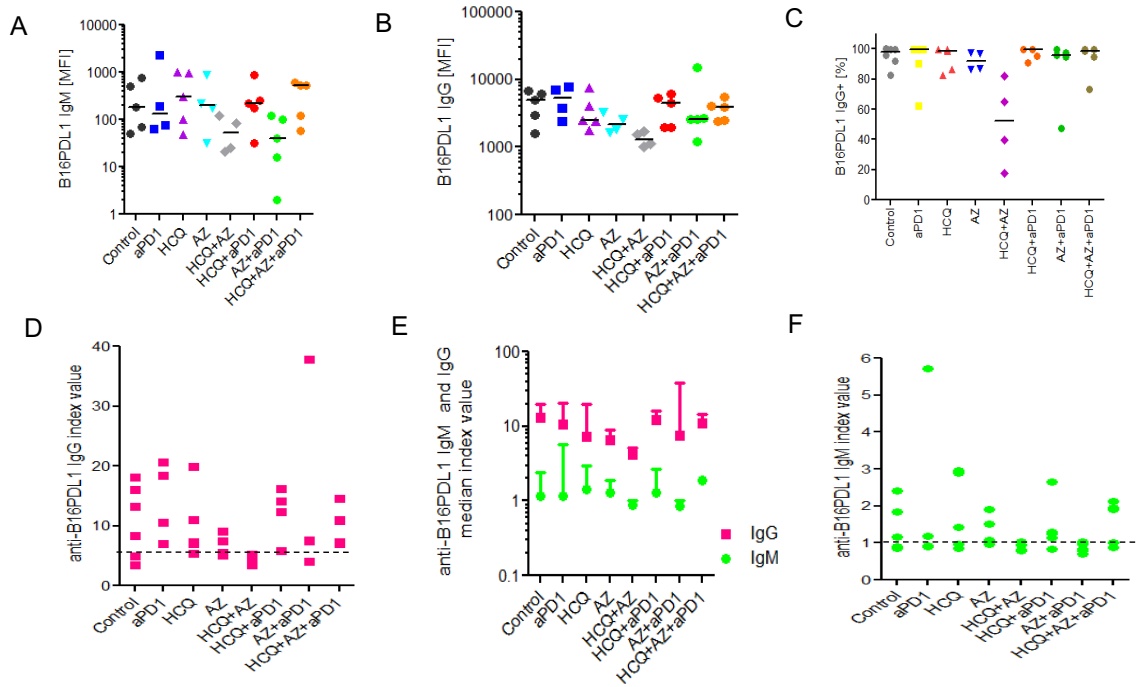 A
B16PDL1 IgM [MFI]
10000
1000
100
10
1
Control
aPD1
HCQ
AZ
HCQ+AZ
HCQ+aPD1
AZ+aPD1
HCQ+AZ+aPD1
B
B16PDL1 IgG [MFI]
100000
10000
1000
100
Control
aPD1
HCQ
AZ
HCQ+AZ
HCQ+aPD1
AZ+aPD1
HCQ+AZ+aPD1
C
B16PDL1 IgG+ [%]
100
80
60
40
20
0
Control
aPD1
HCQ
AZ
HCQ+AZ
HCQ+aPD1
AZ+aPD1
HCQ+AZ+aPD1
D
anti-B16PDL1 IgG index value
40
30
20
10
0
Control
aPD1
HCQ
AZ
HCQ+AZ
HCQ+aPD1
AZ+aPD1
HCQ+AZ+aPD1
E
anti-B16PDL1 IgM and IgG
median index value
100
10
1
0.1
Control
aPD1
HCQ
AZ
HCQ+AZ
HCQ+aPD1
AZ+aPD1
HCQ+AZ+aPD1
IgG
IgM
F
anti-B16PDL1 IgM index value
6
5
4
3
2
1
0
Control
aPD1
HCQ
AZ
HCQ+AZ
HCQ+aPD1
AZ+aPD1
HCQ+AZ+aPD1